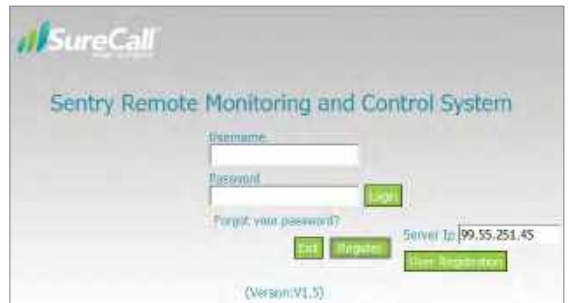 SureCall
Sentry Remote Monitoring and Control System
Username
Password
Login
Forgot your password?
Exit Register
Server Ip 99.55.251.45
User Registration
(Version:V1.5)